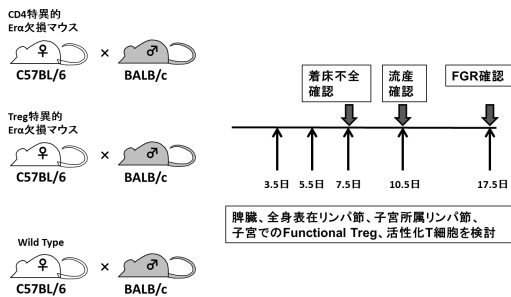 CD4特異的
Erα欠損マウス
♀ × ♂
C57BL/6 BALB/c
Treg特異的
Erα欠損マウス
♀ × ♂
C57BL/6 BALB/c
Wild Type
♀ × ♂
C57BL/6 BALB/c
着床不全
確認
流産
確認
FGR確認
3.5日 5.5日 7.5日 10.5日 17.5日
脾臓、全身表在リンパ節、子宮所属リンパ節、
子宮でのFunctional Treg、活性化T細胞を検討